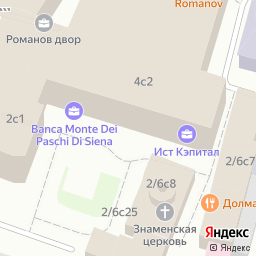 Romanov
Романов двор
4с2
2с1
Banca Monte Dei
Paschi Di Siena
Ист Кэпитал
2/6с7
2/6с8
2/6с25
Знаменская
церковь
Долма
Яндекс